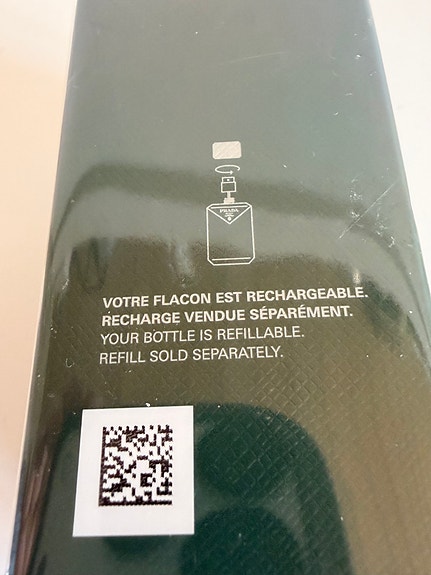 PRADA
VOTRE FLACON EST RECHARGEABLE.
RECHARGE VENDUE SÉPARÉMENT.
YOUR BOTTLE IS REFILLABLE.
REFILL SOLD SEPARATELY.